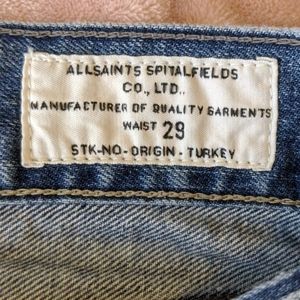 ALLSAINTS SPITALFIELDS
CO., LTD..
MANUFACTURER OF QUALITY GARMENTS
WAIST 29
STK-NO-ORIGIN - TURKEY